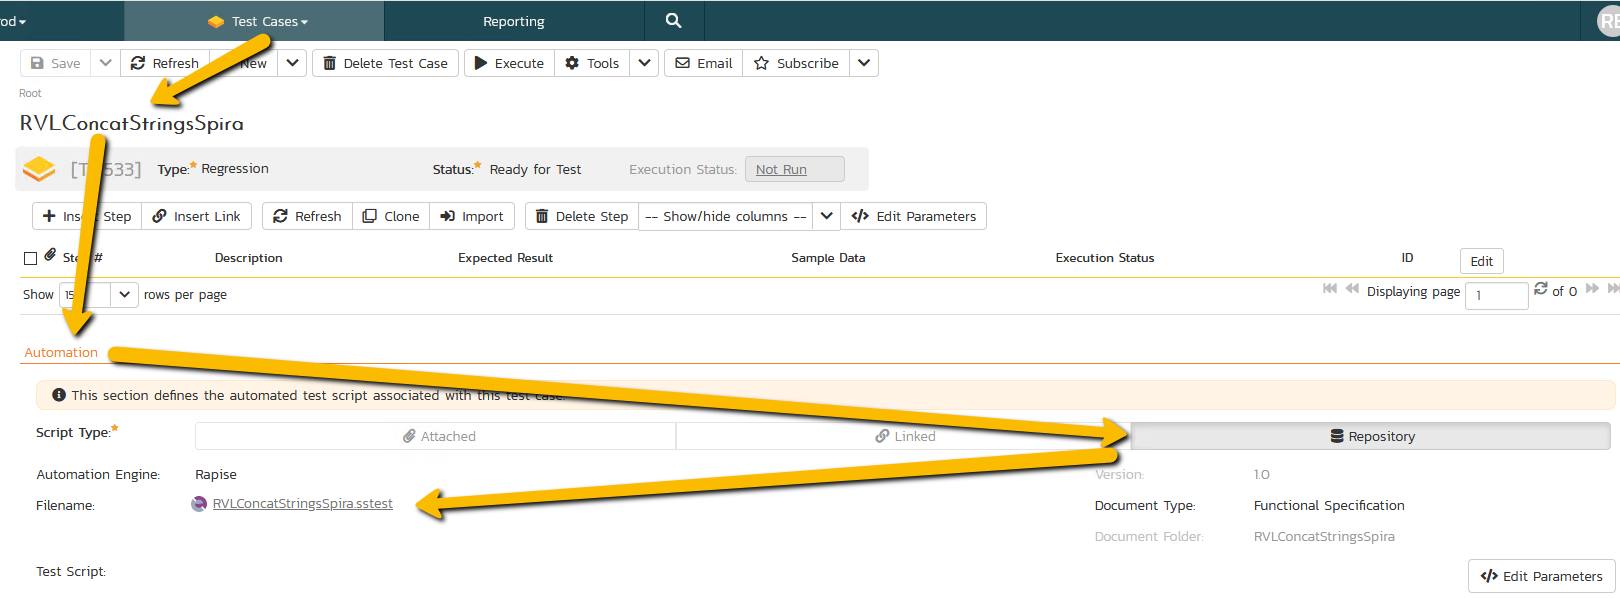 od Test Cases Reporting RE
Save Refresh New Delete Test Case Execute Tools Email Subscribe
Root
RVLConcatStringsSpira
[T 533] Type: Regression Status: Ready for Test Execution Status: Not Run
Step Insert Link Refresh Clone Import Delete Step -- Show/hide columns -- Edit Parameters
# Description Expected Result Sample Data Execution Status ID Edit
Show 15 rows per page Displaying page 1 of 0
Automation
This section defines the automated test script associated with this test case.
Script Type: Attached Linked Repository
Automation Engine: Rapise Version: 1.0
Filename: RVLConcatStringsSpira.sstest Document Type: Functional Specification
Document Folder: RVLConcatStringsSpira
Test Script: Edit Parameters